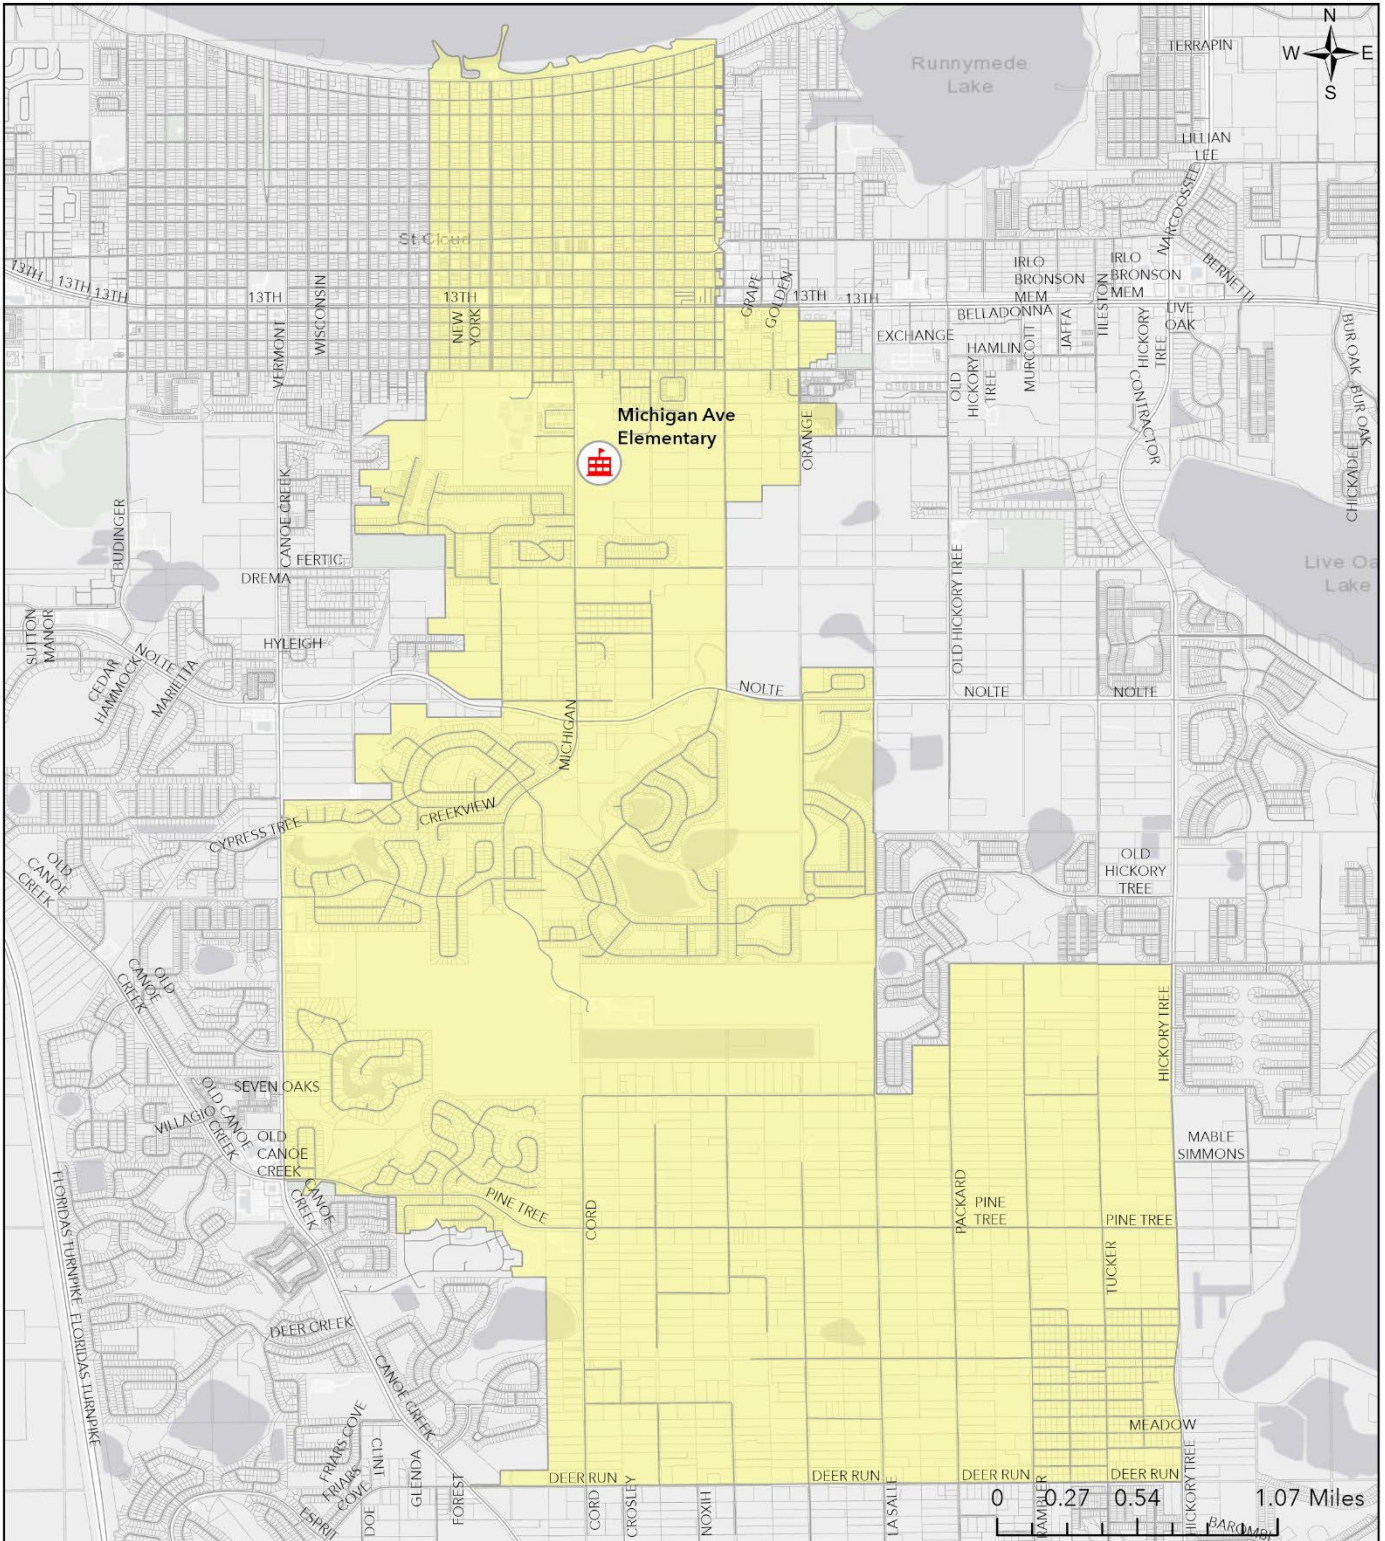 N
W E
S
TERRAPIN
Runnymede
Lake
LILLIAN
LEE
NARCOOSSEE
St Cloud
BERNETTI
13TH
13TH
13TH
13TH
13TH
13TH
13TH
WISCONSIN
VERMONT
NEW
YORK
GRAPE
GOLDEN
IRLO
BRONSON
MEM
IRLO
BRONSON
MEM
TILESTON
LIVE
OAK
BELLADONNA
JAFFA
EXCHANGE
HAMLIN
MURCOTT
HICKORY
TREE
OLD
HICKORY
TREE
CONTRACTOR
BUR OAK
BUR OAK
CHICKADEE
Michigan Ave
Elementary
ORANGE
BUDINGER
CANOE CREEK
FERTIC
DREMA
HYLEIGH
OLD HICKORY TREE
Live Oa
Lake
SUTTON
MANOR
CEDAR
HAMMOCK
NOLTE
MARIETTA
NOLTE
NOLTE
NOLTE
MICHIGAN
CREEKVIEW
CYPRESS TREE
OLD
CANOE
CREEK
OLD
HICKORY
TREE
OLD
CANOE
CREEK
HICKORY TREE
SEVEN OAKS
OLD CANOE
CREEK
VILLAGIO
OLD
CANOE
CREEK
CANOE
CREEK
MABLE
SIMMONS
PINE TREE
CORD
PACKARD
PINE
TREE
PINE TREE
TUCKER
FLORIDAS TURNPIKE
FLORIDAS TURNPIKE
DEER CREEK
CANOE CREEK
MEADOW
FRIARS COVE
FRIARS
COVE
CLINT
GLENDA
FOREST
DOE
ESPRIT
DEER RUN
DEER RUN
DEER RUN
DEER RUN
CORD
CROSLEY
NOXIH
LA SALLE
RAMBLER
HICKORY TREE
BAROMBI
0 0.27 0.54 1.07 Miles